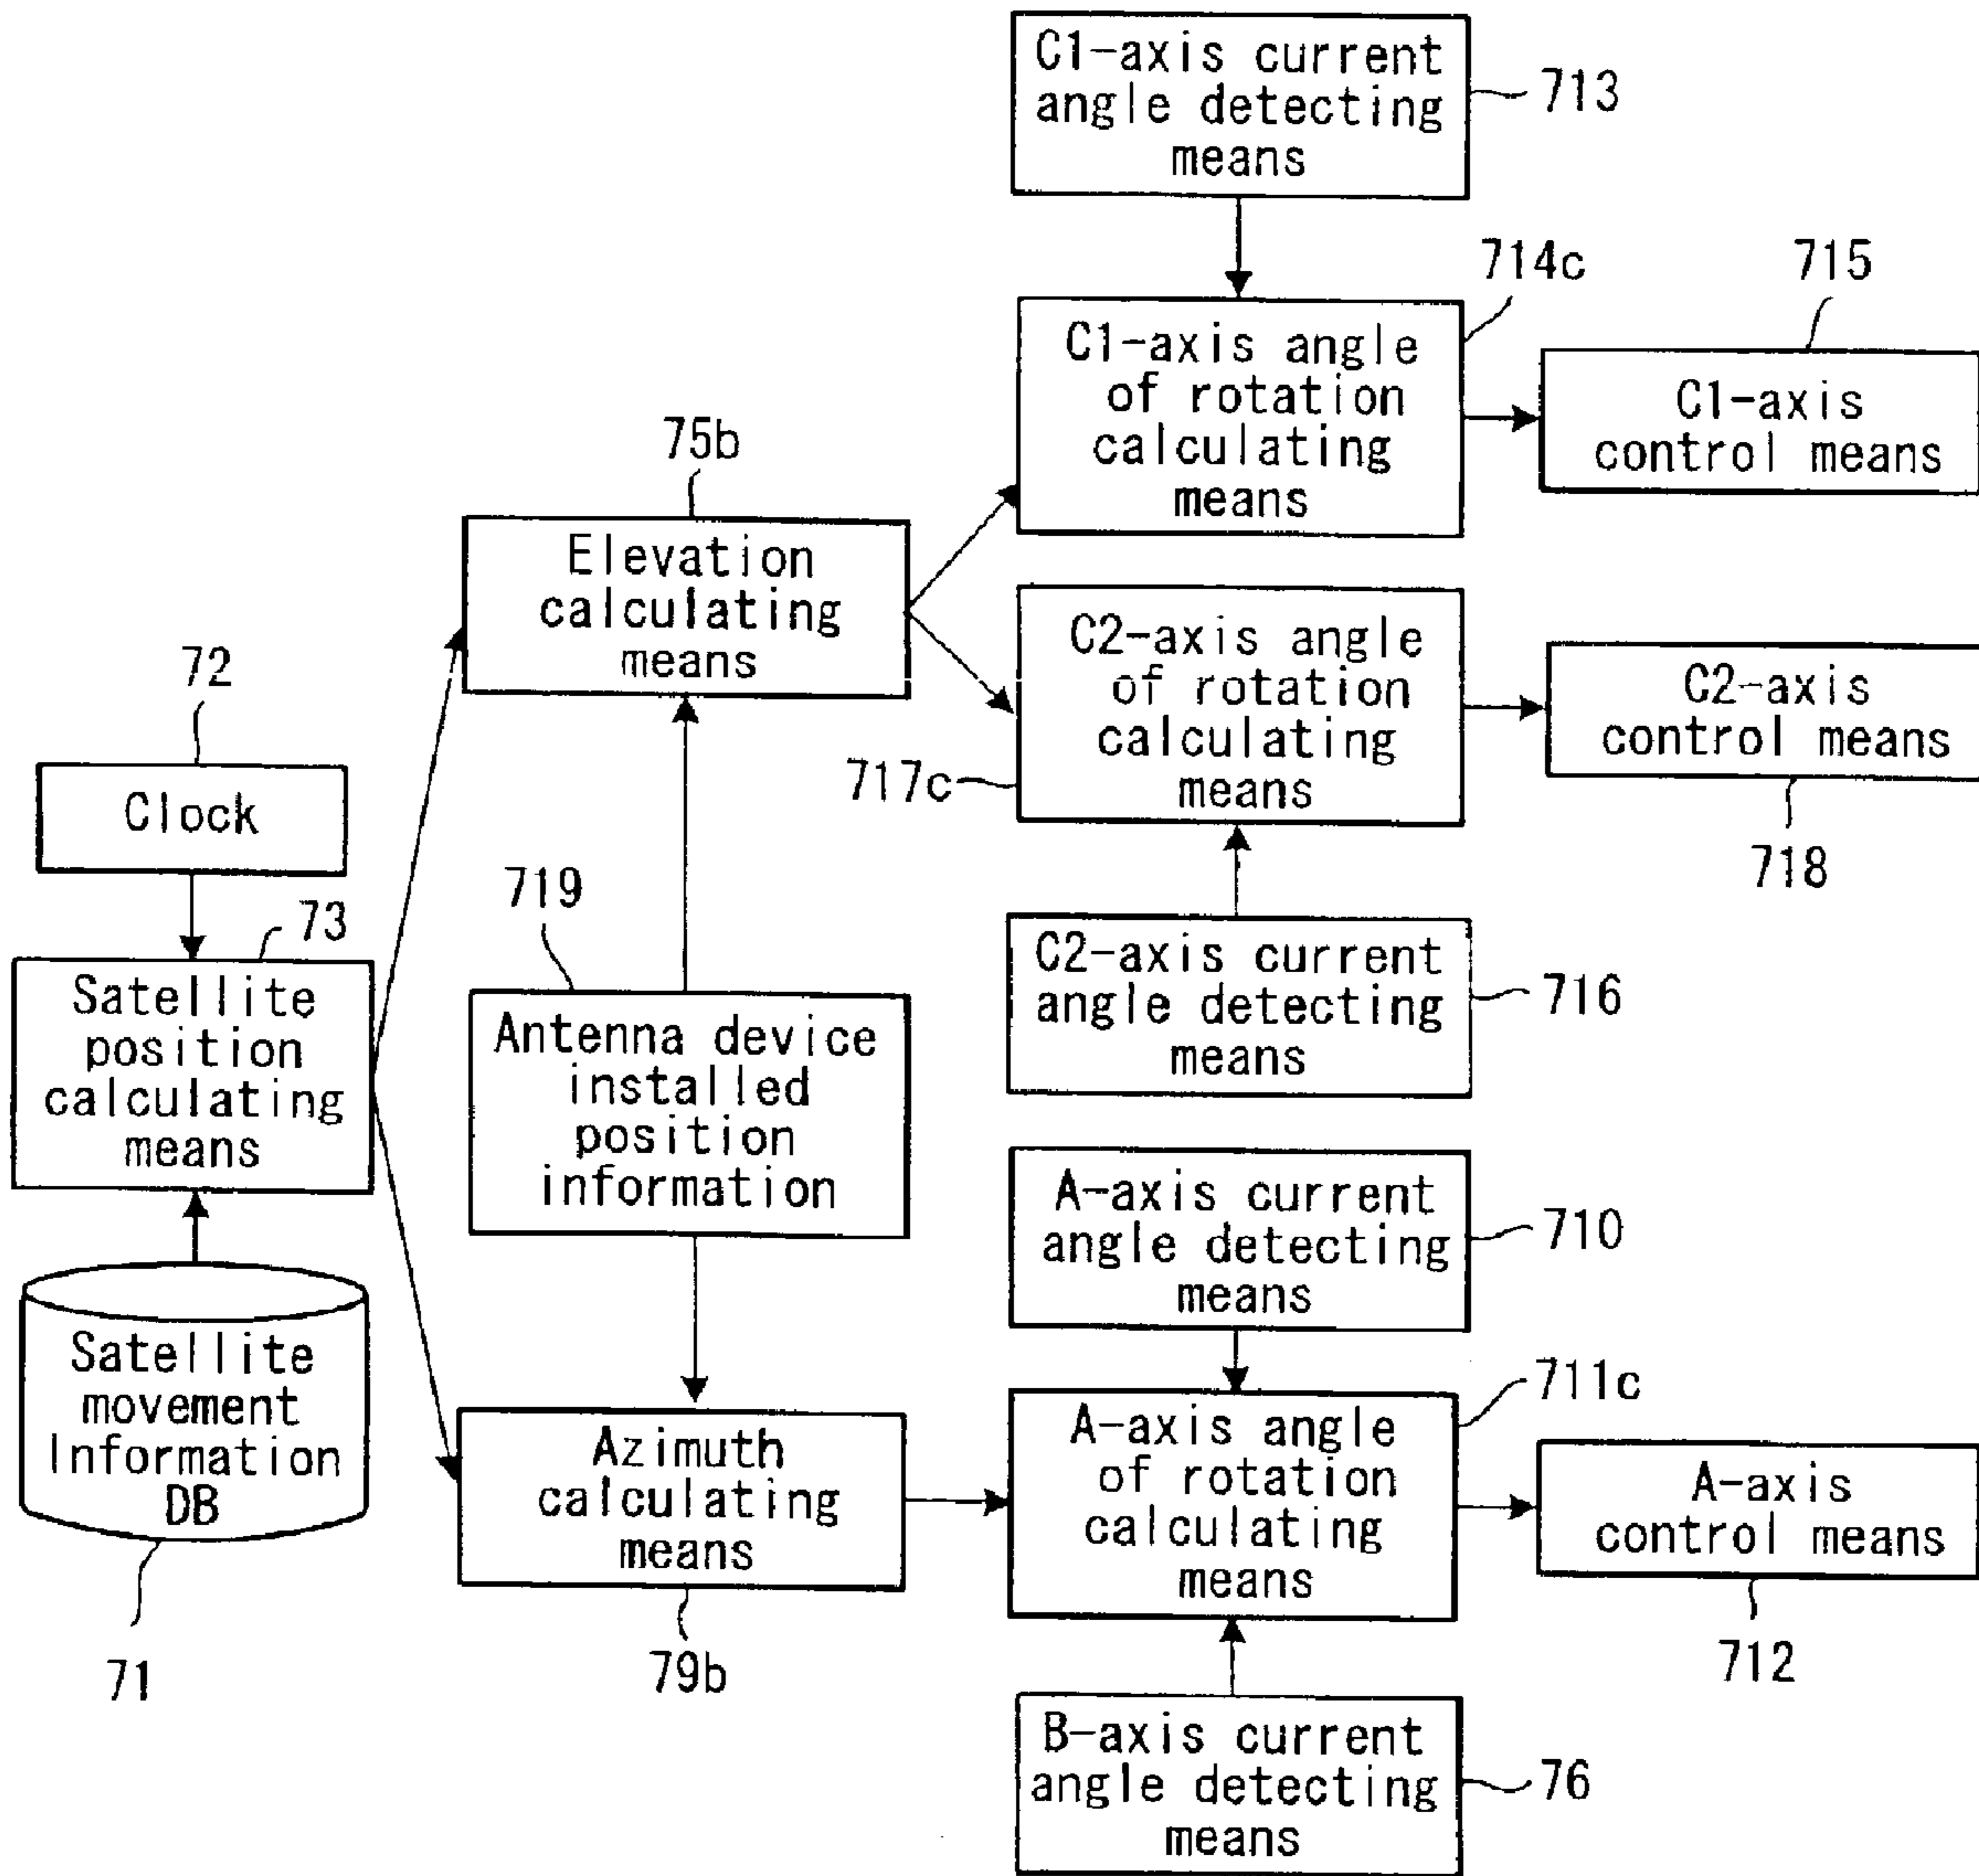 C1-axis current
angle detecting
means
713
714c
715
C1-axis angle
of rotation
calculating
means
C1-axis
control means
75b
Elevation
calculating
means
C2-axis angle
of rotation
calculating
means
717c
C2-axis
control means
718
72
Clock
73
Satellite
position
calculating
means
719
Antenna device
installed
position
information
C2-axis current
angle detecting
means
716
A-axis current
angle detecting
means
710
Satellite
movement
Information
DB
71
Azimuth
calculating
means
79b
711c
A-axis angle
of rotation
calculating
means
A-axis
control means
712
B-axis current
angle detecting
means
76